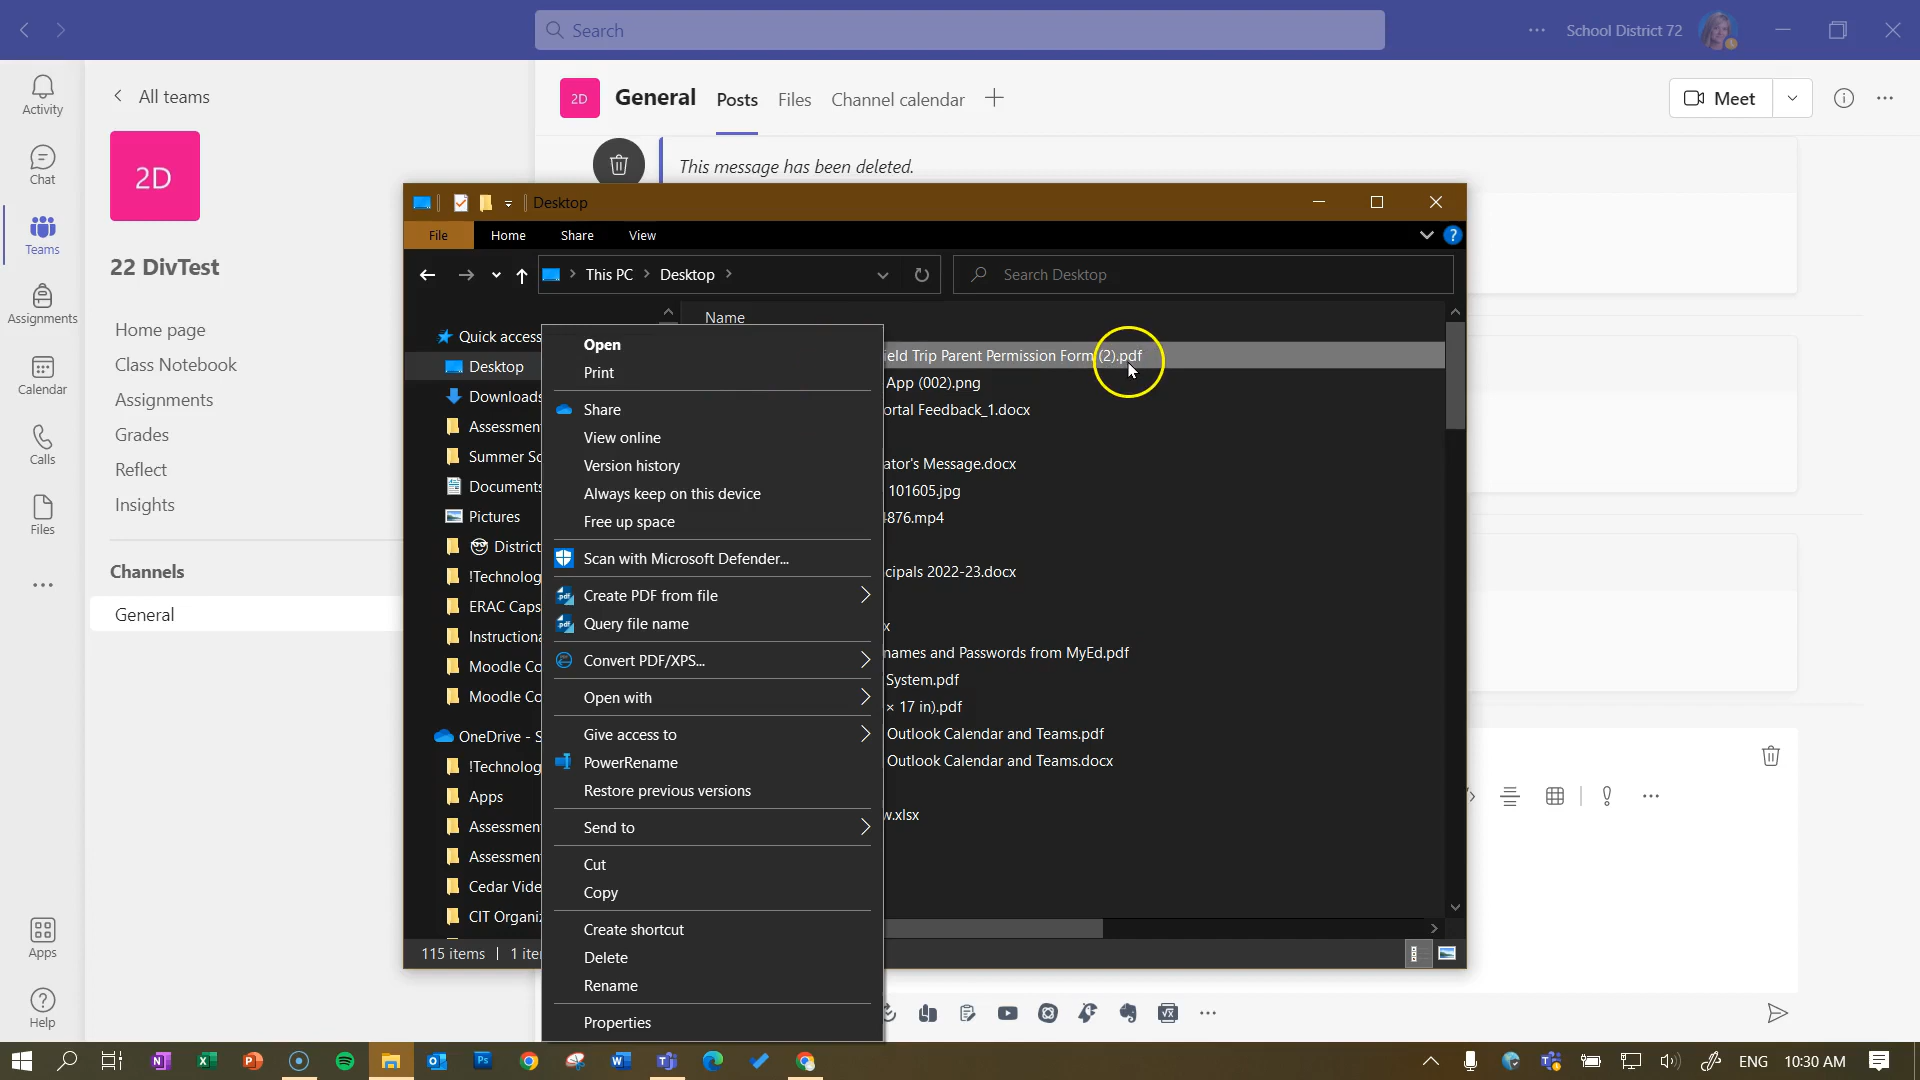 Search
School District 72
Activity
Chat
Teams
Assignments
Calendar
Calls
Files
Apps
Help
All teams
2D
22 DivTest
Home page
Class Notebook
Assignments
Grades
Reflect
Insights
Channels
General
2D
General
Posts
Files
Channel calendar
Meet
This message has been deleted.
Desktop
File
Home
Share
View
?
This PC
Desktop
Search Desktop
Name
Quick access
Desktop
Downloads
Assessmen
Summer Sc
Documents
Pictures
District
!Technolog
ERAC Caps
Instructiona
Moodle Co
Moodle Co
OneDrive - S
!Technolog
Apps
Assessmen
Assessmen
Cedar Vide
CIT Organiz
115 items
1 iter
Open
Print
Share
View online
Version history
Always keep on this device
Free up space
Scan with Microsoft Defender...
Create PDF from file
Query file name
Convert PDF/XPS...
Open with
Give access to
PowerRename
Restore previous versions
Send to
Cut
Copy
Create shortcut
Delete
Rename
Properties
ield Trip Parent Permission Form (2).pdf
App (002).png
ortal Feedback_1.docx
ator's Message.docx
101605.jpg
4876.mp4
cipals 2022-23.docx
x
names and Passwords from MyEd.pdf
System.pdf
× 17 in).pdf
Outlook Calendar and Teams.pdf
Outlook Calendar and Teams.docx
w.xlsx
ENG
10:30 AM